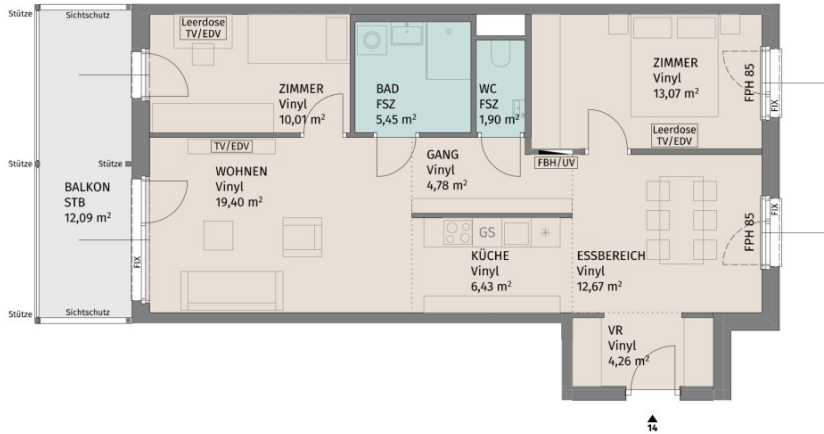 Stütze
Sichtschutz
Leerdose
TV/EDV
ZIMMER
Vinyl
10,01 m²
BAD
FSZ
5,45 m²
WC
FSZ
1,90 m²
ZIMMER
Vinyl
13,07 m²
Leerdose
TV/EDV
FPH 85
FIX
Stütze
Stütze
BALKON
STB
12,09 m²
TV/EDV
WOHNEN
Vinyl
19,40 m²
GANG
Vinyl
4,78 m²
FBH/UV
FIX
GS
KÜCHE
Vinyl
6,43 m²
ESSBEREICH
Vinyl
12,67 m²
FPH 85
FIX
Stütze
Sichtschutz
VR
Vinyl
4,26 m²
14